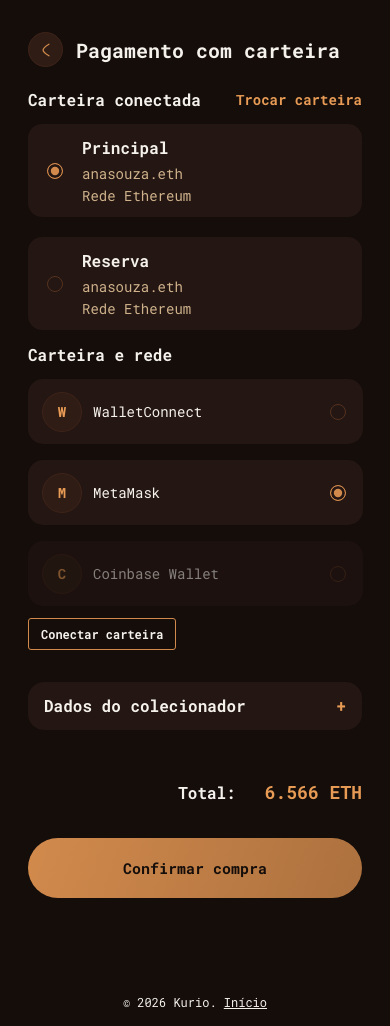 Pagamento com carteira
Carteira conectada Trocar carteira
Principal
anasouza.eth
Rede Ethereum
Reserva
anasouza.eth
Rede Ethereum
Carteira e rede
W WalletConnect
M MetaMask
C Coinbase Wallet
Conectar carteira
Dados do colecionador +
Total: 6.566 ETH
Confirmar compra
© 2026 Kurio. Início